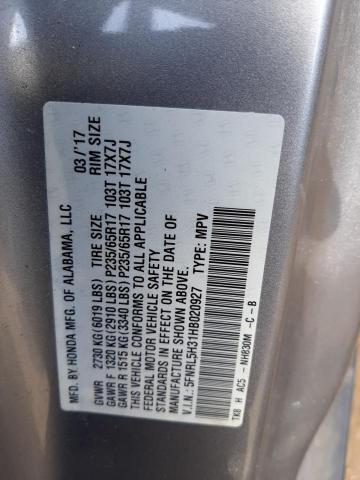 MFD. BY HONDA MFG. OF ALABAMA, LLC 03/'17
GVWR 2730 KG (6019 LBS) TIRE SIZE RIM SIZE
GAWR F 1320 KG (2910 LBS) P235/65R17 103T 17X7J
GAWR R 1515 KG (3340 LBS) P235/65R17 103T 17X7J
THIS VEHICLE CONFORMS TO ALL APPLICABLE
FEDERAL MOTOR VEHICLE SAFETY
STANDARDS IN EFFECT ON THE DATE OF
MANUFACTURE SHOWN ABOVE.
V.I.N.: 5FNRL5H31HB020927 TYPE: MPV
TK8 H AC5 - NH830M -C-B